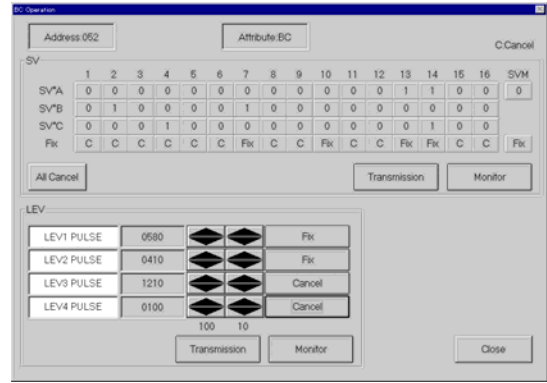 BC Operation
Address:052 Attribute:BC C:Cancel
SV
1 2 3 4 5 6 7 8 9 10 11 12 13 14 15 16 SVM
SV*A 0 0 0 0 0 0 0 0 0 0 0 0 1 1 0 0 0
SV*B 0 1 0 0 0 0 1 0 0 0 0 0 0 0 0 0
SV*C 0 0 0 1 0 0 0 0 0 0 0 0 0 1 0 0
Fix C C C C C C Fix C C Fix C C Fix Fix C C Fix
All Cancel Transmission Monitor
LEV
LEV1 PULSE 0580 Fix
LEV2 PULSE 0410 Fix
LEV3 PULSE 1210 Cancel
LEV4 PULSE 0100 Cancel
100 10
Transmission Monitor Close